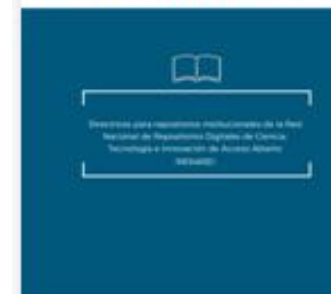 Directrices para repositorios institucionales de la Red
Nacional de Repositorios Digitales de Ciencia
Tecnología e Innovación de Acceso Abierto